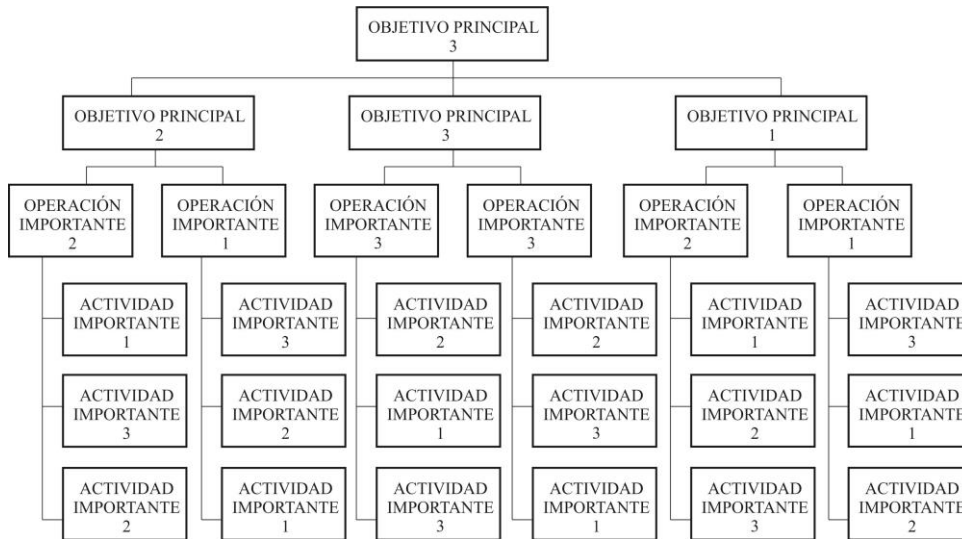 OBJETIVO PRINCIPAL
3
OBJETIVO PRINCIPAL
2
OBJETIVO PRINCIPAL
3
OBJETIVO PRINCIPAL
1
OPERACIÓN
IMPORTANTE
2
OPERACIÓN
IMPORTANTE
1
OPERACIÓN
IMPORTANTE
3
OPERACIÓN
IMPORTANTE
3
OPERACIÓN
IMPORTANTE
2
OPERACIÓN
IMPORTANTE
1
ACTIVIDAD
IMPORTANTE
1
ACTIVIDAD
IMPORTANTE
3
ACTIVIDAD
IMPORTANTE
2
ACTIVIDAD
IMPORTANTE
2
ACTIVIDAD
IMPORTANTE
1
ACTIVIDAD
IMPORTANTE
3
ACTIVIDAD
IMPORTANTE
3
ACTIVIDAD
IMPORTANTE
2
ACTIVIDAD
IMPORTANTE
1
ACTIVIDAD
IMPORTANTE
3
ACTIVIDAD
IMPORTANTE
2
ACTIVIDAD
IMPORTANTE
1
ACTIVIDAD
IMPORTANTE
2
ACTIVIDAD
IMPORTANTE
1
ACTIVIDAD
IMPORTANTE
3
ACTIVIDAD
IMPORTANTE
1
ACTIVIDAD
IMPORTANTE
3
ACTIVIDAD
IMPORTANTE
2